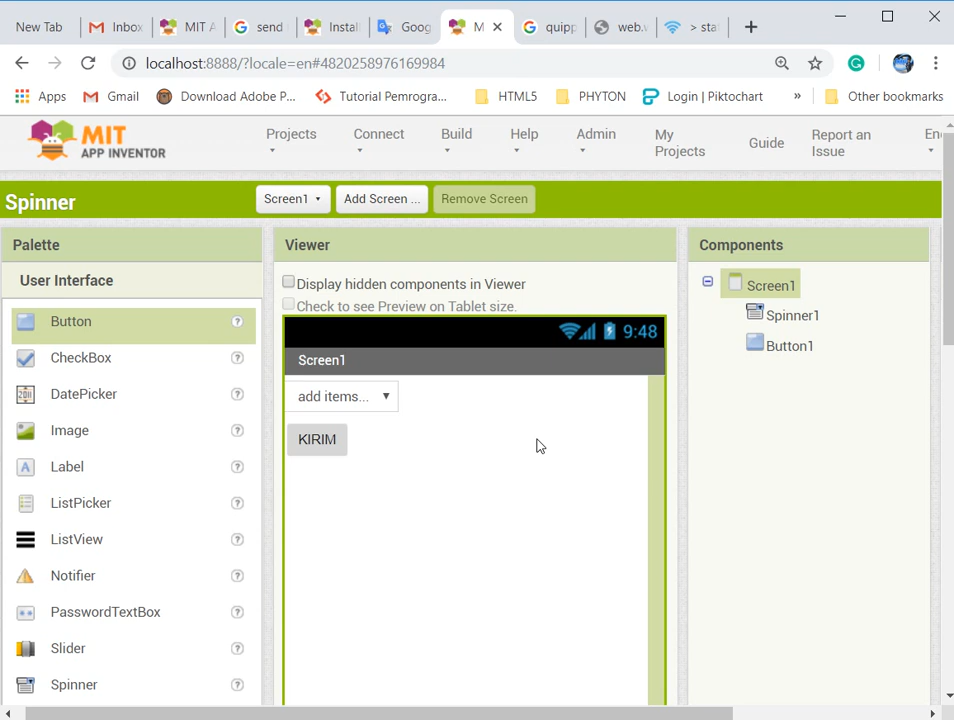 New Tab Inbox MIT A send Install Goog M quipp web. > sta
localhost:8888/?locale=en#4820258976169984
Apps Gmail Download Adobe P... Tutorial Pemrogra... HTML5 PHYTON Login | Piktochart » Other bookmarks
MIT
APP INVENTOR
Projects Connect Build Help Admin My Projects Guide Report an Issue En
Spinner Screen1 Add Screen ... Remove Screen
Palette Viewer Components
User Interface
Display hidden components in Viewer
Check to see Preview on Tablet size.
9:48
Screen1
add items...
KIRIM
Button
CheckBox
DatePicker
2011
Image
Label
A
ListPicker
ListView
Notifier
PasswordTextBox
Slider
Spinner
Screen1
Spinner1
Button1